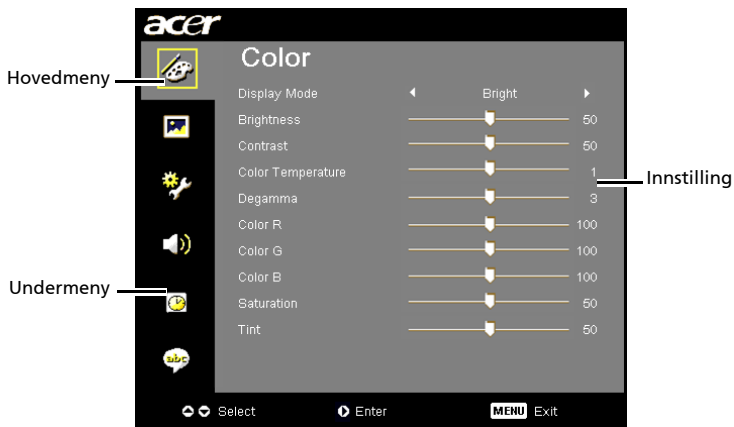 acer
Color
Hovedmeny
Display Mode Bright
Brightness 50
Contrast 50
Color Temperature 1
Innstilling
Degamma 3
Color R 100
Color G 100
Color B 100
Undermeny
Saturation 50
Tint 50
abc
Select Enter MENU Exit